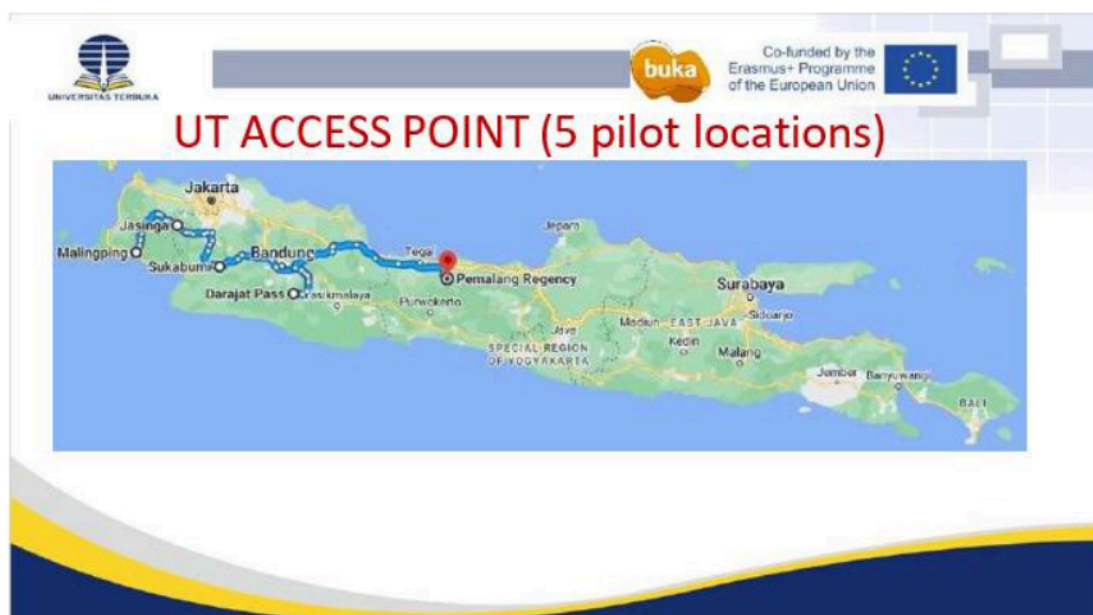 UNIVERSITAS TERBUKA
buka
Co-funded by the
Erasmus+ Programme
of the European Union
UT ACCESS POINT (5 pilot locations)
Jakarta
Jasinga
Malingping
Sukabumi
Bandung
Darajat Pass
Tasikmalaya
Tegal
Pemalang Regency
Purwokerto
Jepara
Java
SPECIAL REGION
OF YOGYAKARTA
Surabaya
Sidoarjo
Madiun
EAST JAVA
Kediri
Malang
Jember
Banyuwangi
BALI